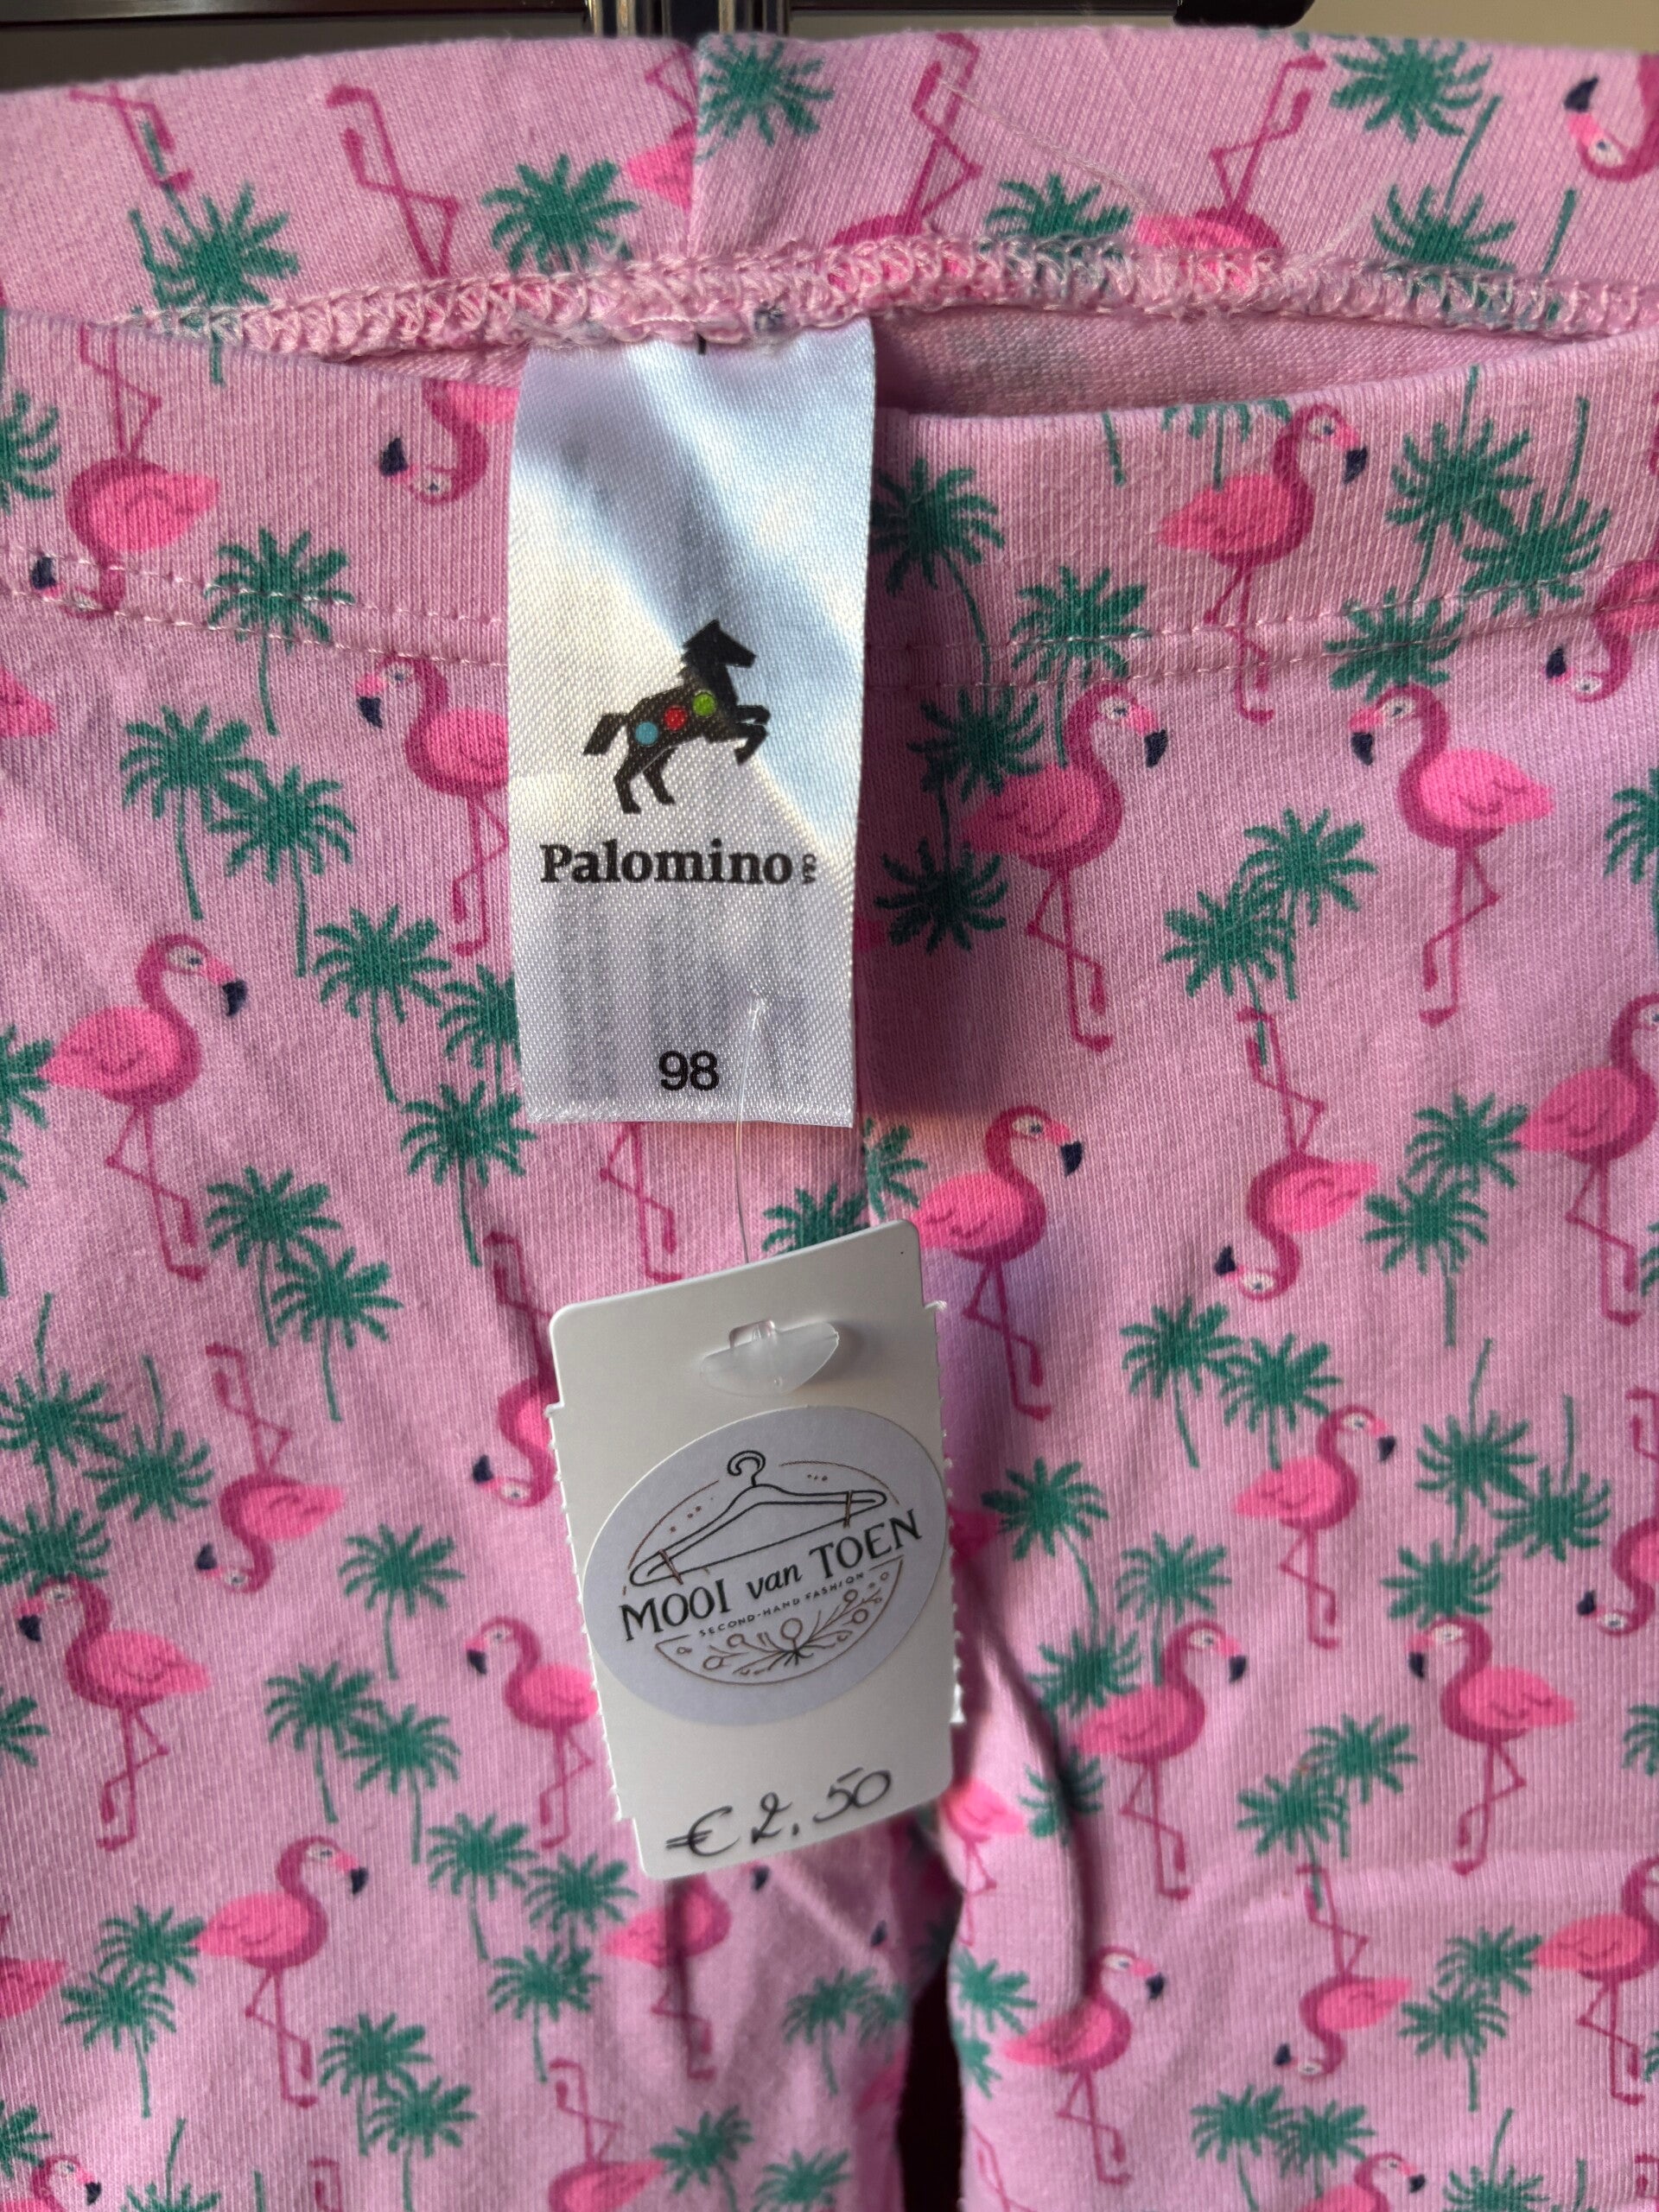 Palomino
98
MOOI van TOEN
SECOND-HAND FASHION
€2.50